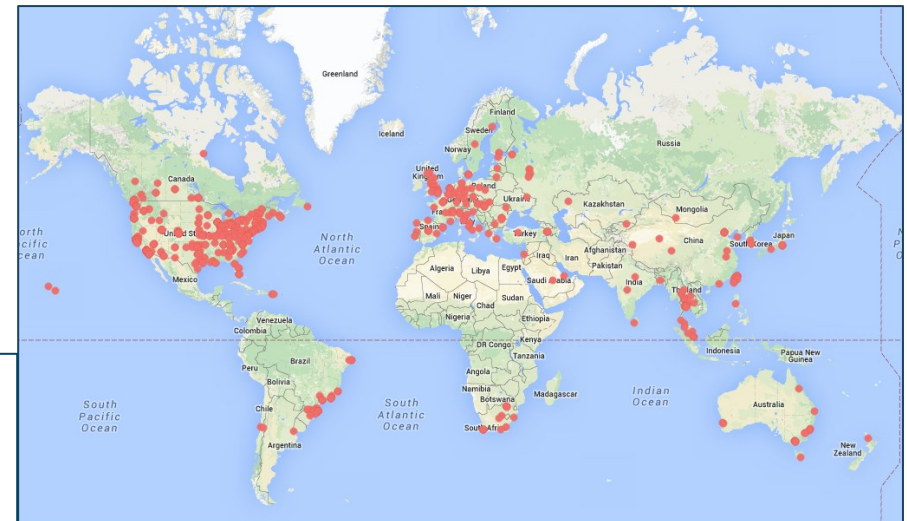 Greenland
Iceland
Finland
Sweden
Norway
Russia
Canada
United
Kingdom
Poland
Ukraine
Kazakhstan
Mongolia
United St
Spain
Turkey
Afghanistan
China
South Korea
Japan
North
Atlantic
Ocean
Iraq
Iran
Pakistan
Algeria
Libya
Egypt
Saudi Arabia
India
Thailand
Mexico
Mali
Niger
Chad
Sudan
Nigeria
Ethiopia
Venezuela
Colombia
DR Congo
Kenya
Tanzania
Indonesia
Papua New
Guinea
Peru
Brazil
Bolivia
Angola
Namibia
Botswana
Madagascar
Indian
Ocean
Australia
South
Pacific
Ocean
Chile
South
Atlantic
Ocean
South Afri
Argentina
New
Zealand